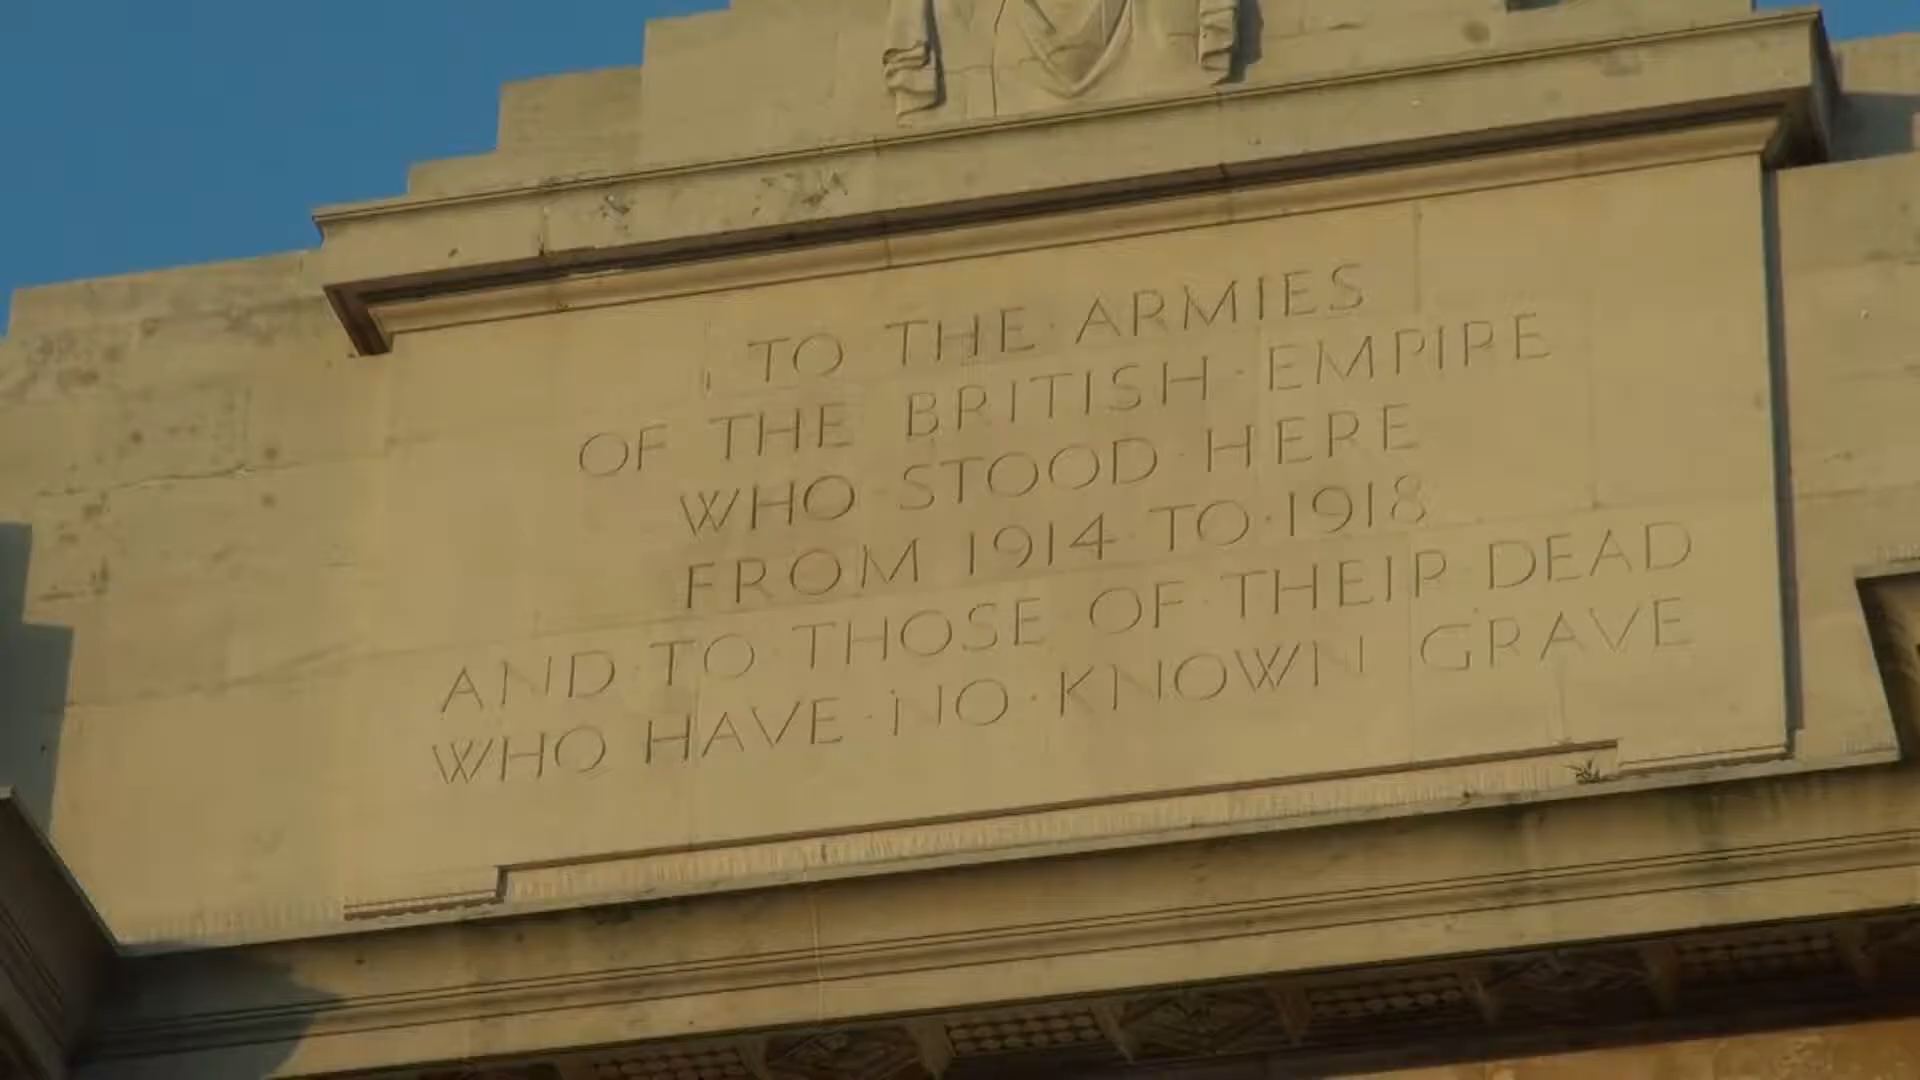 TO THE ARMIES
OF THE BRITISH EMPIRE
WHO STOOD HERE
FROM 1914 TO 1918
AND TO THOSE OF THEIR DEAD
WHO HAVE NO KNOWN GRAVE